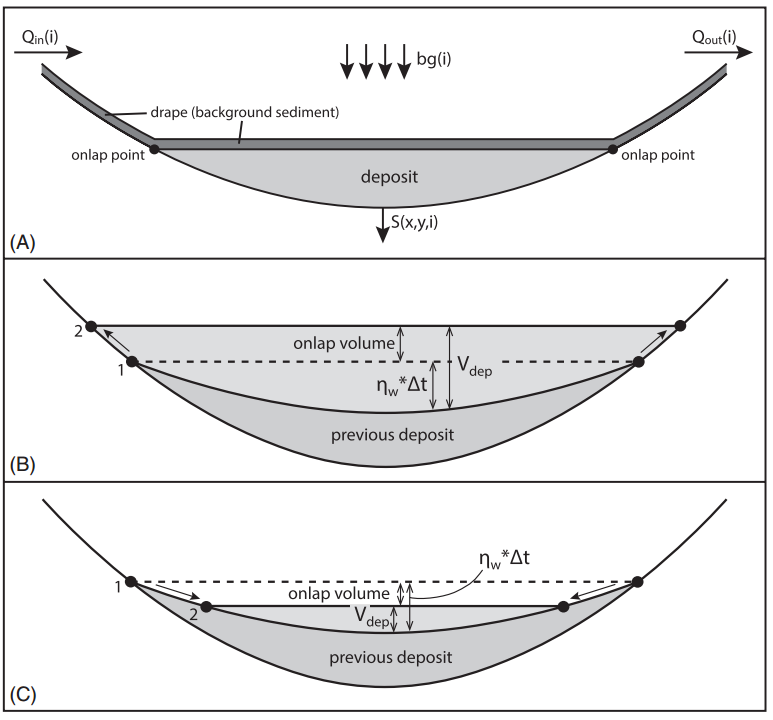 Qin(i)
Qout(i)
bg(i)
drape (background sediment)
onlap point
onlap point
deposit
S(x,y,i)
(A)
2
onlap volume
1
Vdep
ηw*Δt
previous deposit
(B)
ηw*Δt
1
onlap volume
2
Vdep
previous deposit
(C)